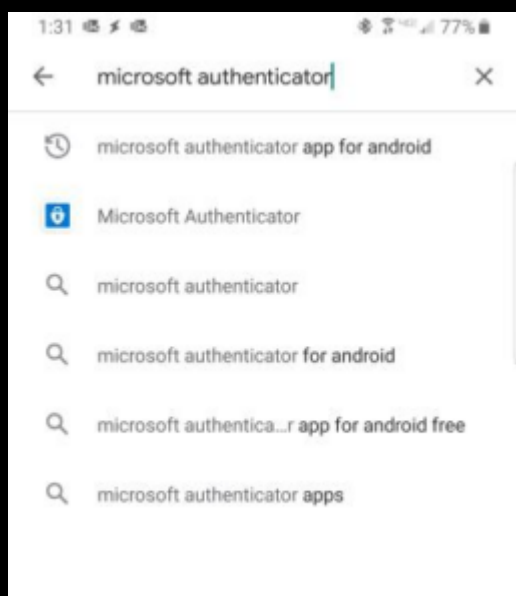 1:31 77%
microsoft authenticator
microsoft authenticator app for android
Microsoft Authenticator
microsoft authenticator
microsoft authenticator for android
microsoft authentica...r app for android free
microsoft authenticator apps